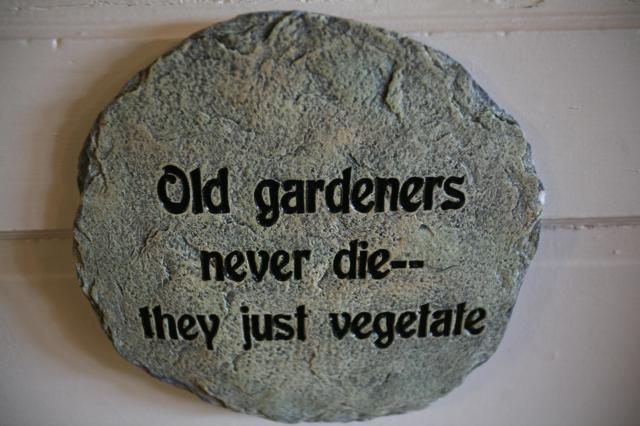 Old gardeners
never die--
they just vegetate